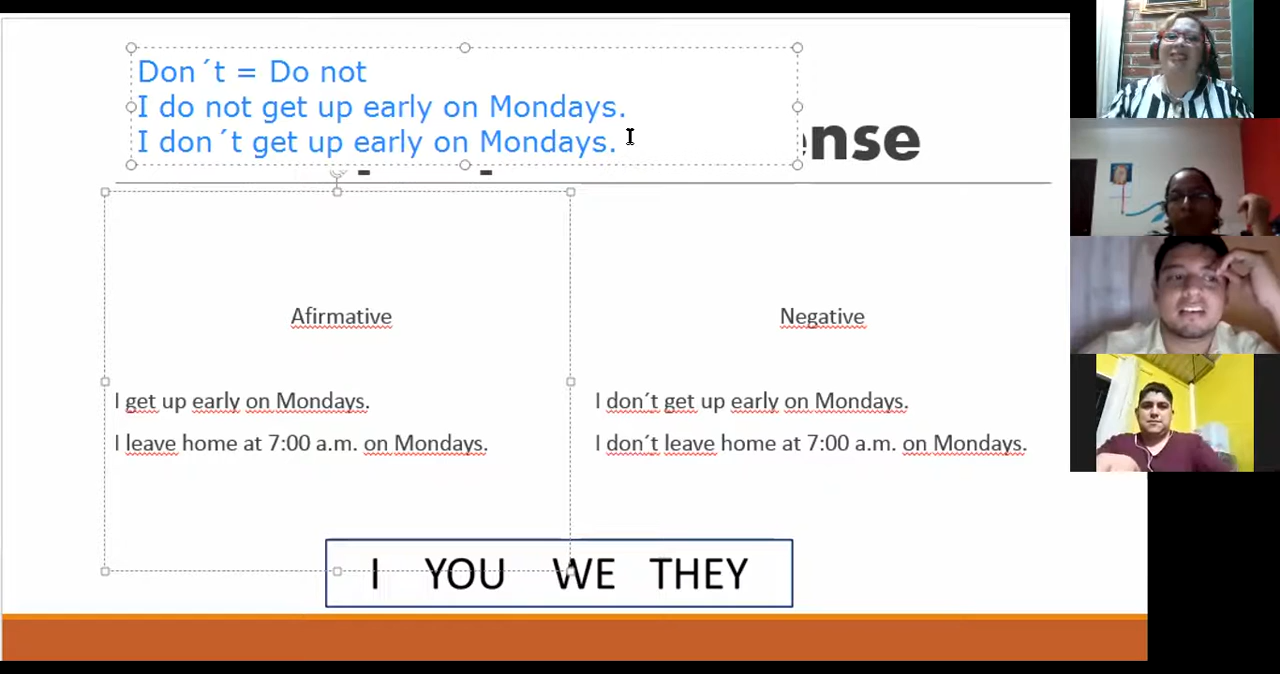 Don´t = Do not
I do not get up early on Mondays.
I don´t get up early on Mondays.
ense
Afirmative
Negative
I get up early on Mondays.
I don´t get up early on Mondays.
I leave home at 7:00 a.m. on Mondays.
I don´t leave home at 7:00 a.m. on Mondays.
I YOU WE THEY